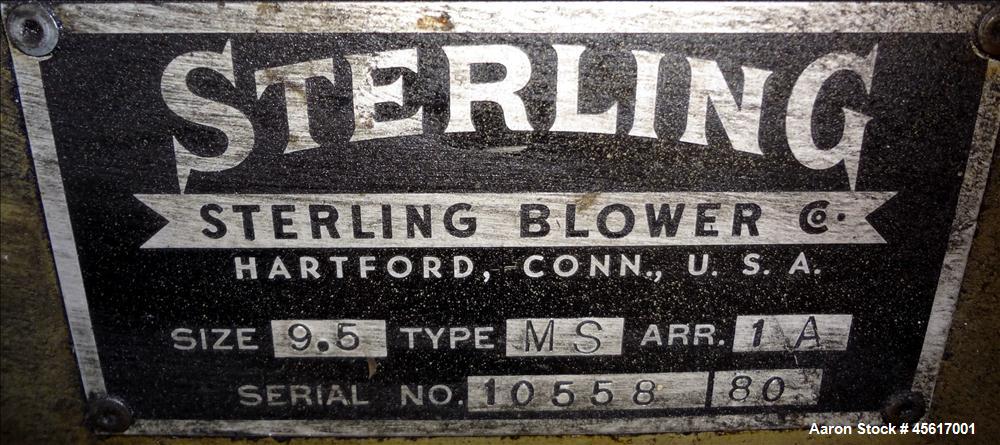 STERLING
STERLING BLOWER Co.
HARTFORD, CONN., U. S. A.
SIZE 9.5 TYPE MS ARR. 1 A
SERIAL NO. 10558 80
Aaron Stock # 45617001